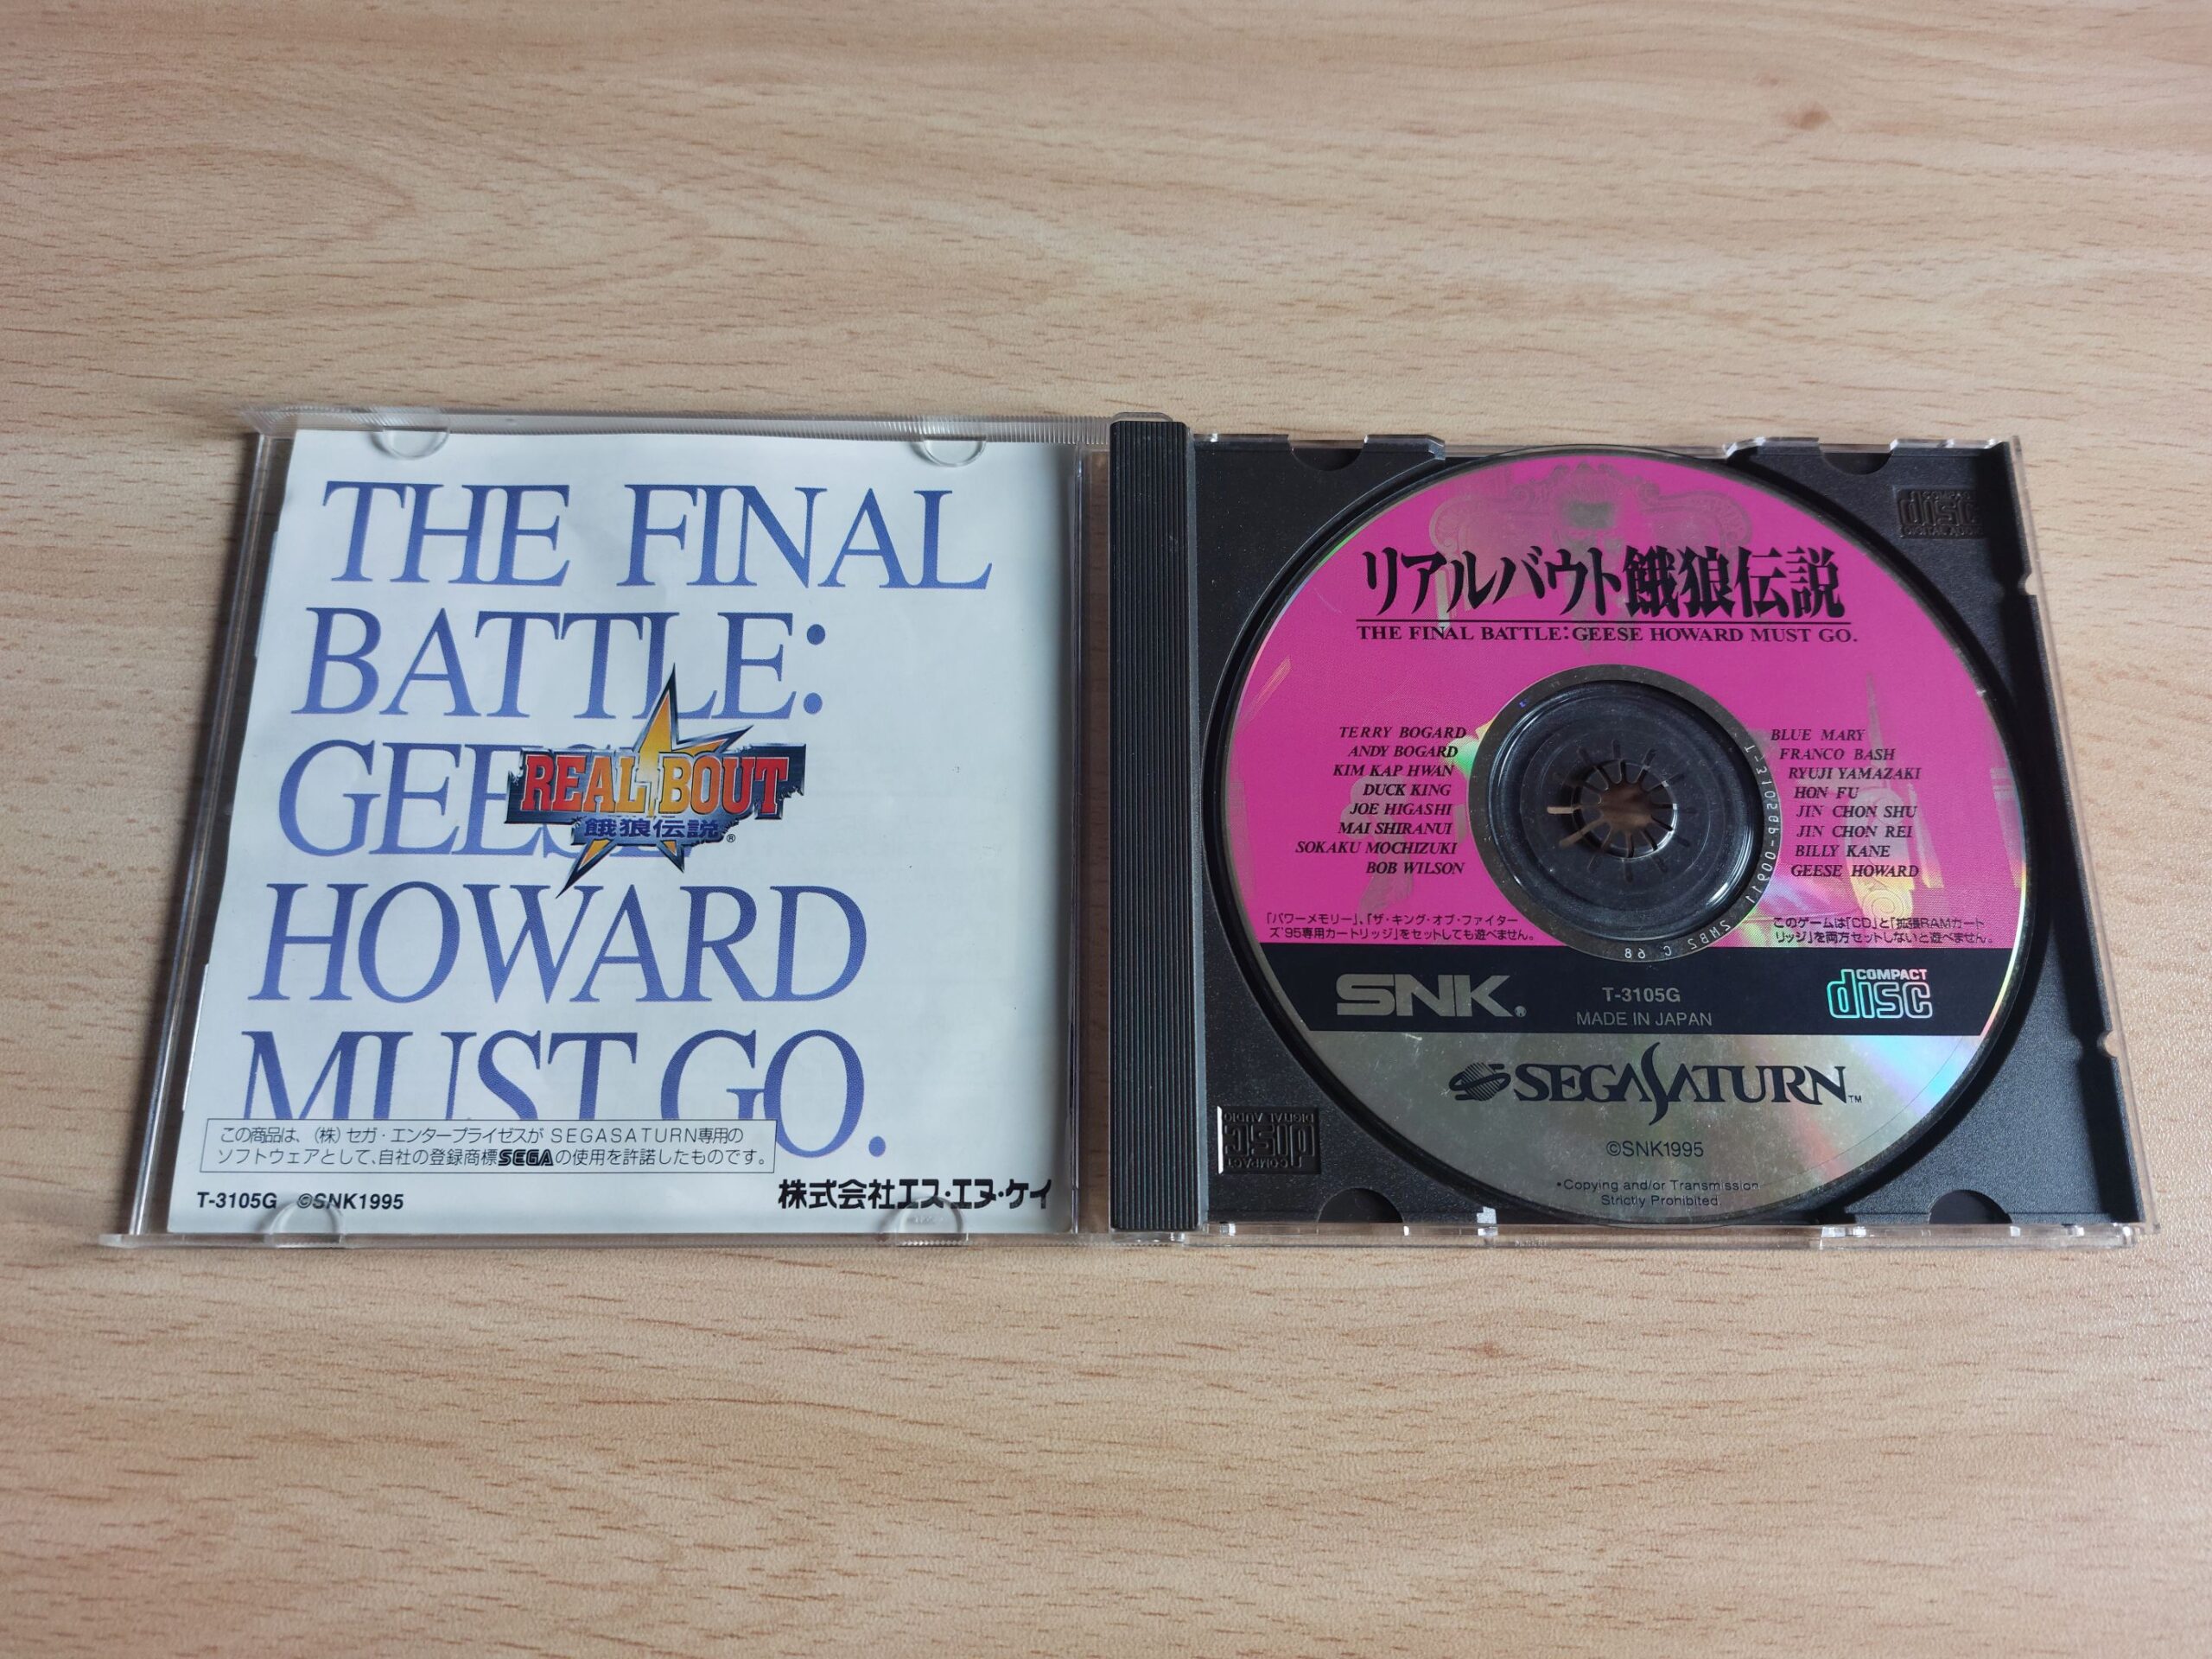 THE FINAL
BATTLE:
GEESE
HOWARD
MUST GO.
REAL BOUT
餓狼伝説®
この商品は、(株)セガ・エンタープライゼスが SEGASATURN専用の
ソフトウェアとして、自社の登録商標SEGAの使用を許諾したものです。
T-3105G ©SNK1995
株式会社エス・エヌ・ケイ
リアルバウト餓狼伝説
THE FINAL BATTLE:GEESE HOWARD MUST GO.
TERRY BOGARD
ANDY BOGARD
KIM KAP HWAN
DUCK KING
JOE HIGASHI
MAI SHIRANUI
SOKAKU MOCHIZUKI
BOB WILSON
BLUE MARY
FRANCO BASH
RYUJI YAMAZAKI
HON FU
JIN CHON SHU
JIN CHON REI
BILLY KANE
GEESE HOWARD
「パワーメモリー」、「ザ・キング・オブ・ファイター
ズ'95専用カートリッジ」をセットしても遊べません。
このゲームは「CD」と「拡張RAMカート
リッジ」を両方セットしないと遊べません。
SNK®
T-3105G
MADE IN JAPAN
COMPACT
disc
SEGA SATURN™
©SNK1995
•Copying and/or Transmission
Strictly Prohibited.
COMPACT
disc
DIGITAL AUDIO